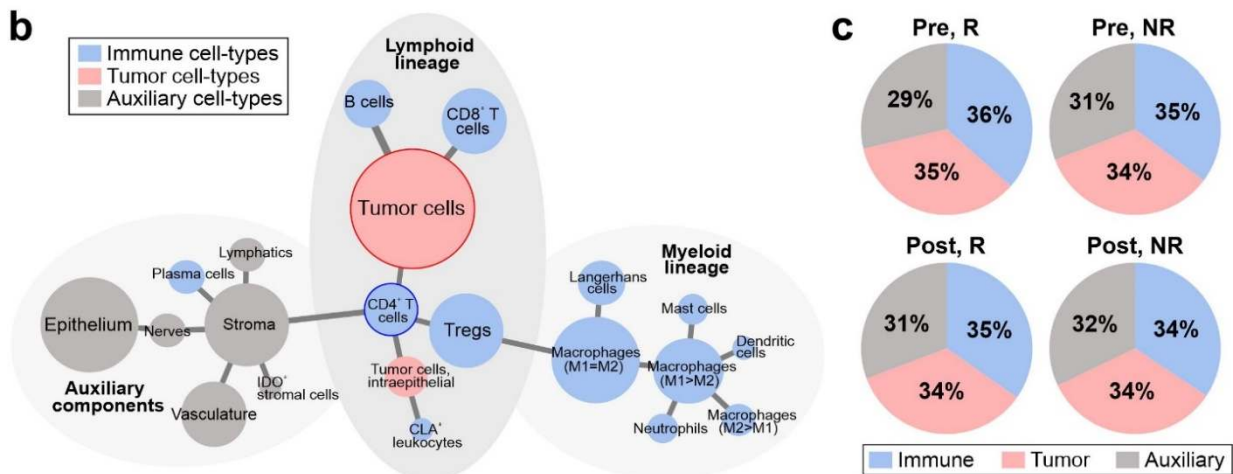 b
Immune cell-types
Tumor cell-types
Auxiliary cell-types
Lymphoid
lineage
B cells
CD8⁺ T
cells
Tumor cells
CD4⁺ T
cells
Tregs
Tumor cells,
intraepithelial
CLA⁺
leukocytes
Lymphatics
Plasma cells
Epithelium
Nerves
Stroma
IDO⁺
stromal cells
Vasculature
Auxiliary
components
Myeloid
lineage
Langerhans
cells
Mast cells
Dendritic
cells
Macrophages
(M1=M2)
Macrophages
(M1>M2)
Macrophages
(M2>M1)
Neutrophils
c
Pre, R
29%
36%
35%
Pre, NR
31%
35%
34%
Post, R
31%
35%
34%
Post, NR
32%
34%
34%
Immune
Tumor
Auxiliary